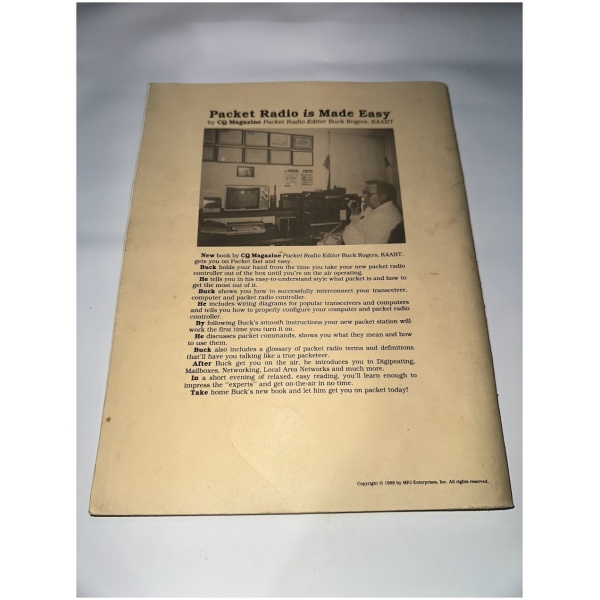 Packet Radio is Made Easy
by CQ Magazine Packet Radio Editor Buck Rogers, K4ABT
New book by CQ Magazine Packet Radio Editor Buck Rogers, K4ABT,
gets you on Packet fast and easy.
Buck holds your hand from the time you take your new packet radio
controller out of the box until you're on the air operating.
He tells you in his easy-to-understand style what packet is and how to
get the most out of it.
Buck shows you how to successfully interconnect your transceiver,
computer and packet radio controller.
He includes wiring diagrams for popular transceivers and computers
and tells you how to properly configure your computer and packet radio
controller.
By following Buck's smooth instructions your new packet station will
work the first time you turn it on.
He discusses packet commands, shows you what they mean and how
to use them.
Buck also includes a glossary of packet radio terms and definitions
that'll have you talking like a true packeteer.
After Buck get you on the air, he introduces you to Digipeating,
Mailboxes, Networking, Local Area Networks and much more.
In a short evening of relaxed, easy reading, you'll learn enough to
impress the "experts" and get on-the-air in no time.
Take home Buck's new book and let him get you on packet today!
Copyright © 1989 by MFJ Enterprises, Inc. All rights reserved.